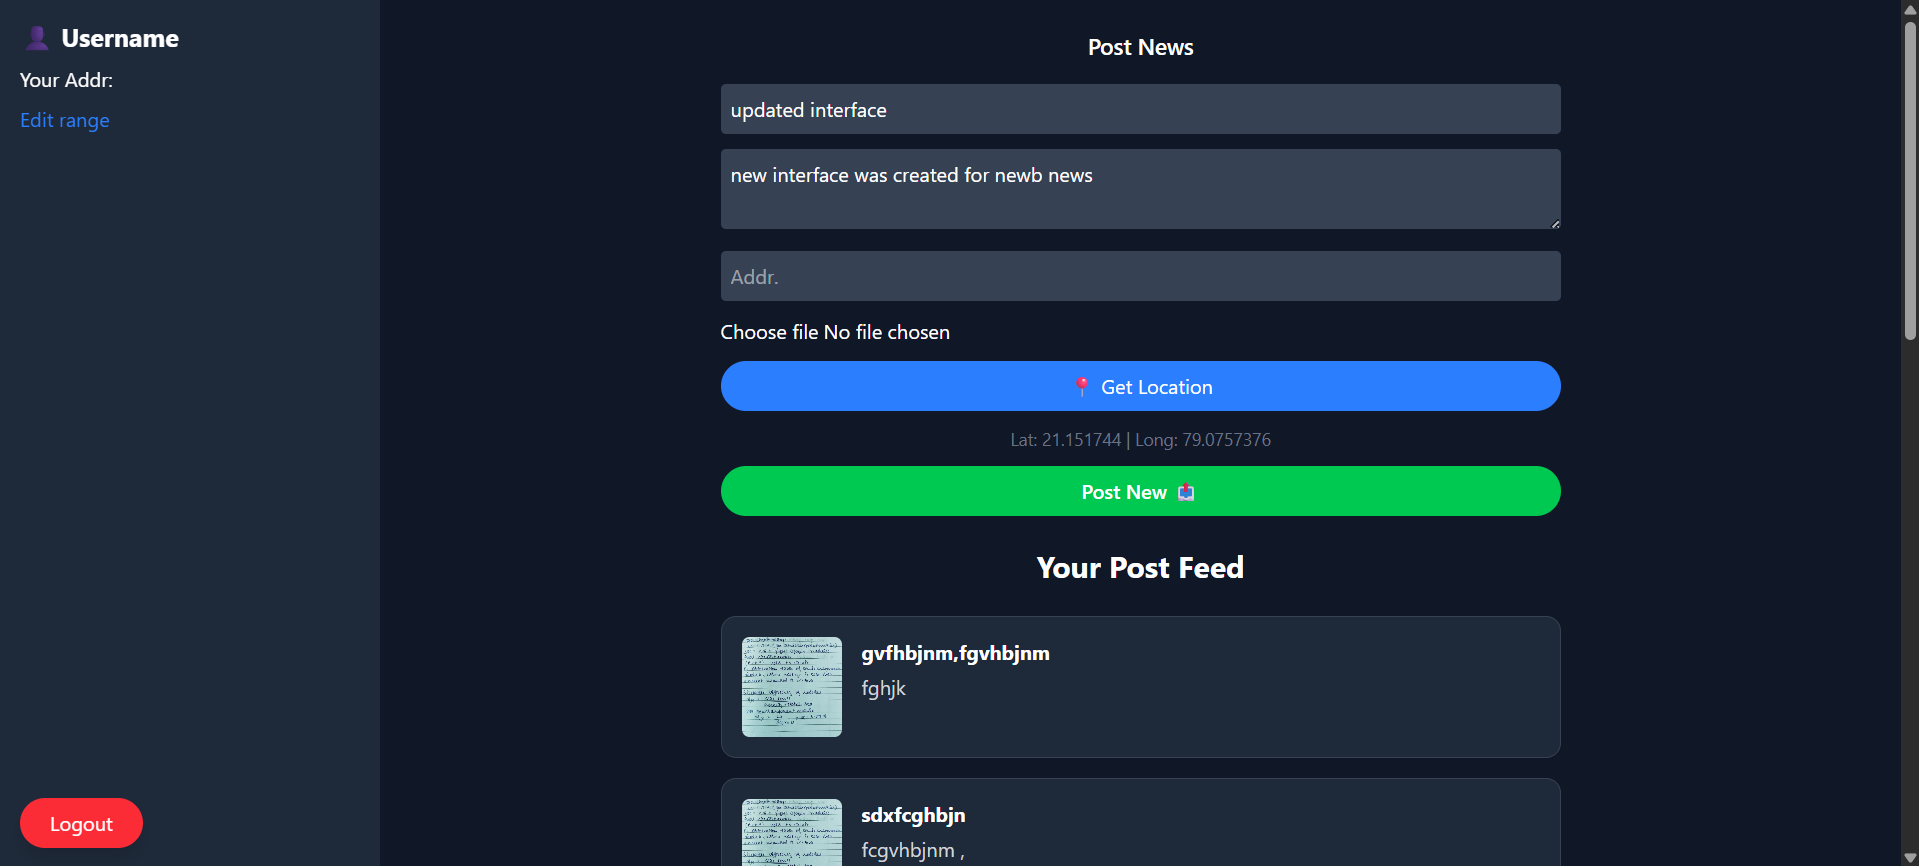 Username
Your Addr:
Edit range
Post News
updated interface
new interface was created for newb news
Addr.
Choose file No file chosen
Get Location
Lat: 21.151744 | Long: 79.0757376
Post New
Your Post Feed
gvfhbjnm,fgvhbjnm
fghjk
sdxfcghbjn
fcgvhbjnm ,
Logout